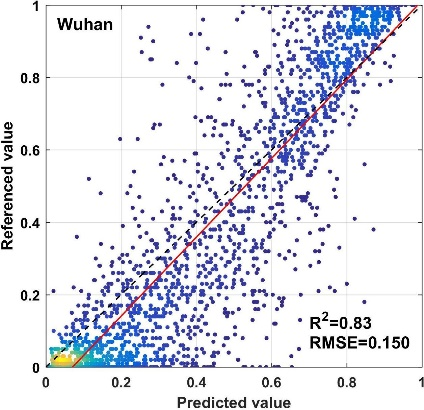 Wuhan
1
0.8
0.6
0.4
0.2
0
Referenced value
R²=0.83
RMSE=0.150
0 0.2 0.4 0.6 0.8 1
Predicted value